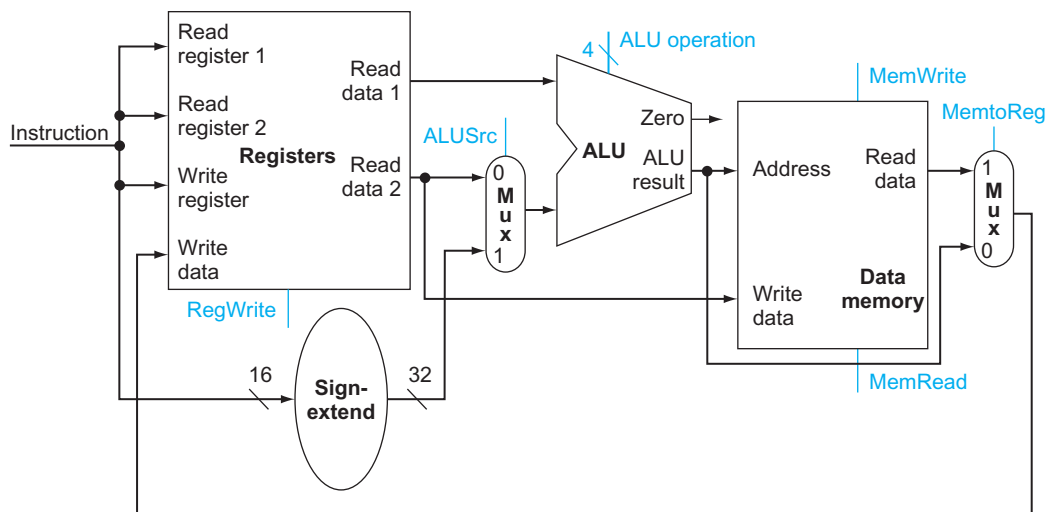 Instruction
Read
register 1
Read
register 2
Write
register
Write
data
Registers
Read
data 1
Read
data 2
RegWrite
16
Sign-
extend
32
ALUSrc
0
Mux
1
4
ALU operation
ALU
Zero
ALU
result
MemWrite
Address
Read
data
Write
data
Data
memory
MemRead
MemtoReg
1
Mux
0